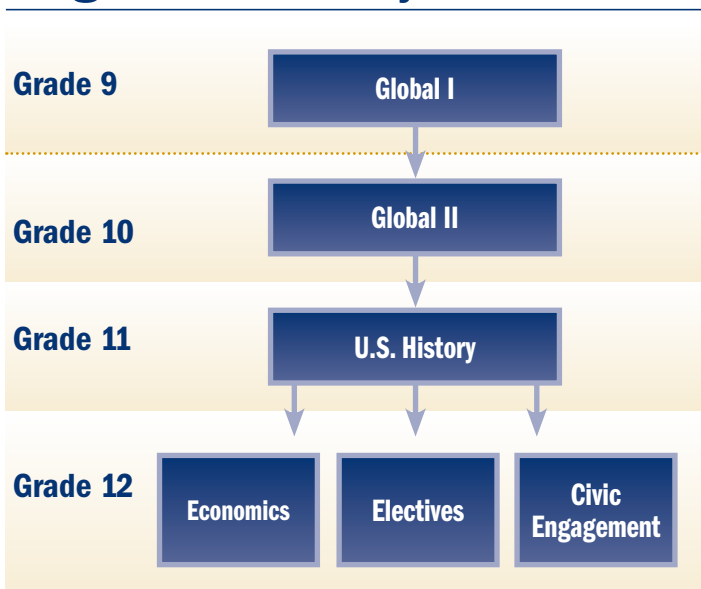 Grade 9
Global I
Grade 10
Global II
Grade 11
U.S. History
Grade 12
Economics
Electives
Civic
Engagement